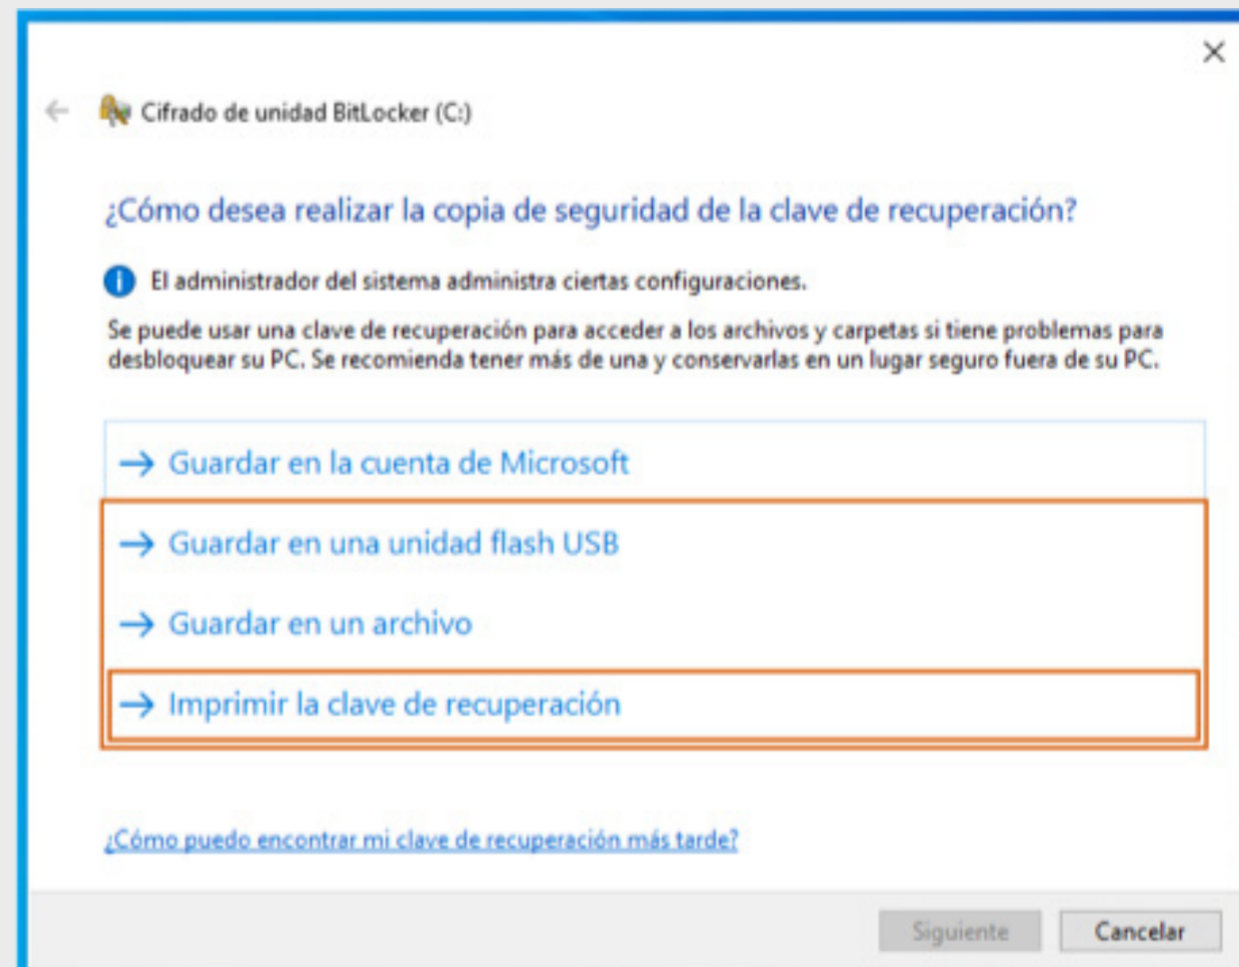 Cifrado de unidad BitLocker (C:)
¿Cómo desea realizar la copia de seguridad de la clave de recuperación?
El administrador del sistema administra ciertas configuraciones.
Se puede usar una clave de recuperación para acceder a los archivos y carpetas si tiene problemas para
desbloquear su PC. Se recomienda tener más de una y conservarlas en un lugar seguro fuera de su PC.
Guardar en la cuenta de Microsoft
Guardar en una unidad flash USB
Guardar en un archivo
Imprimir la clave de recuperación
¿Cómo puedo encontrar mi clave de recuperación más tarde?
Siguiente Cancelar